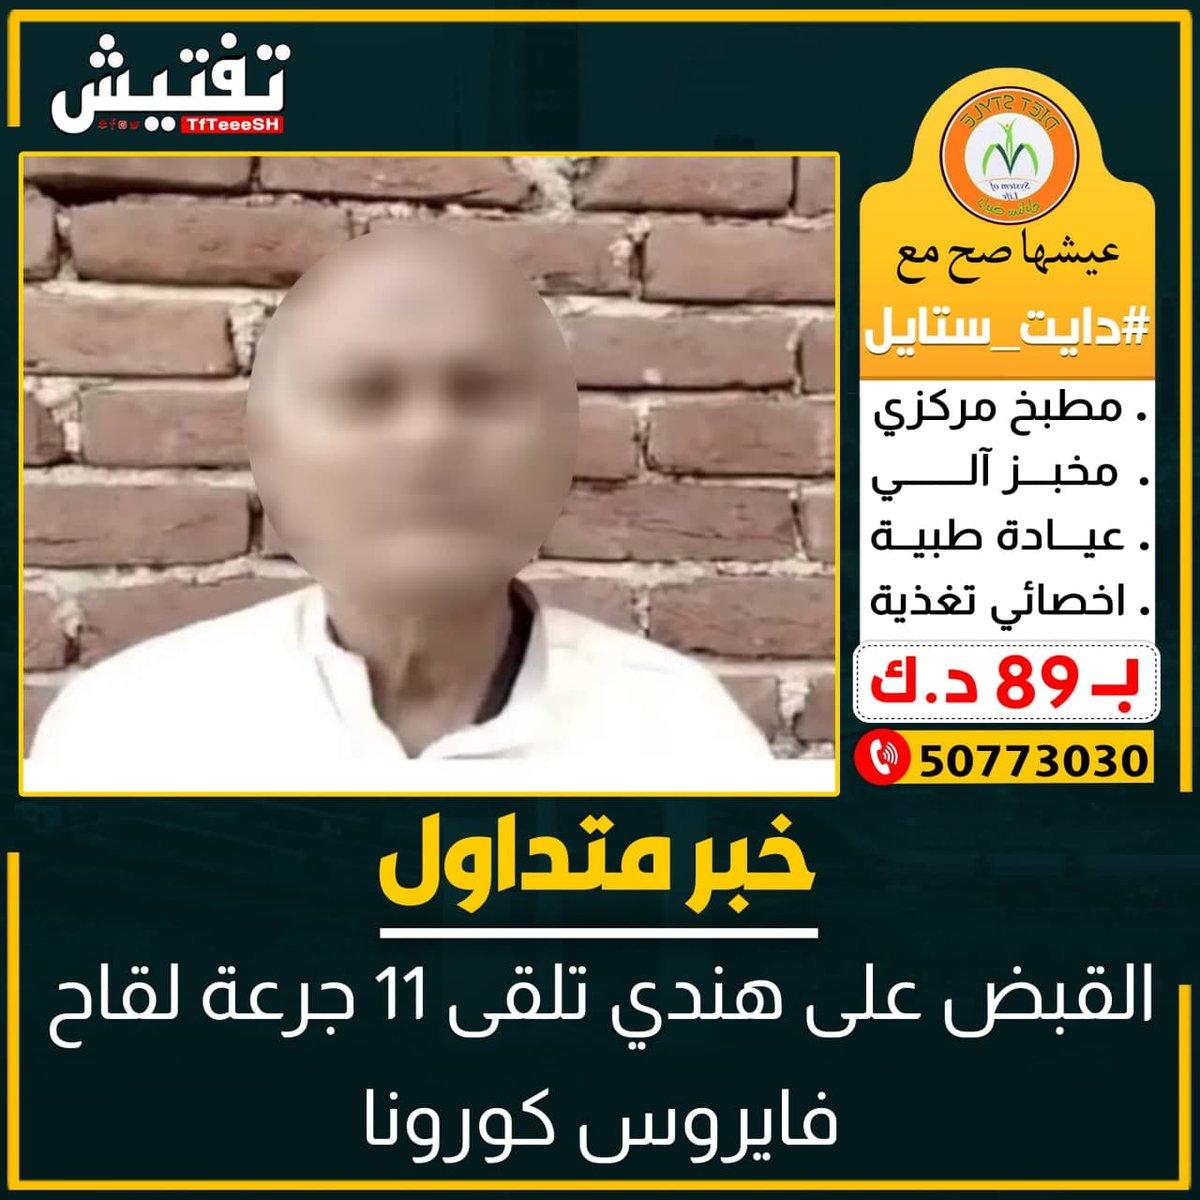 تفتيش
TfTeeeSH
DIET STYLE
System of
Life
عيشها صح مع
#دايت_ستايل
. مطبخ مركزي
. مخبز آلي
. عيادة طبية
. اخصائي تغذية
بـ 89 د.ك
50773030
خبر متداول
القبض على هندي تلقى 11 جرعة لقاح
فايروس كورونا